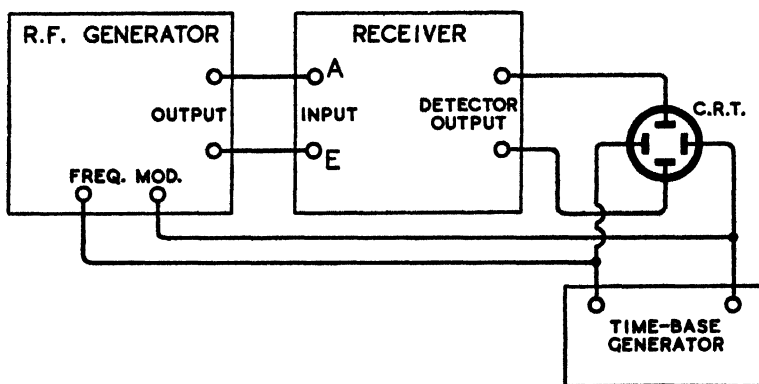 R.F. GENERATOR
OUTPUT
FREQ. MOD.
RECEIVER
A
INPUT
E
DETECTOR
OUTPUT
C.R.T.
TIME-BASE
GENERATOR